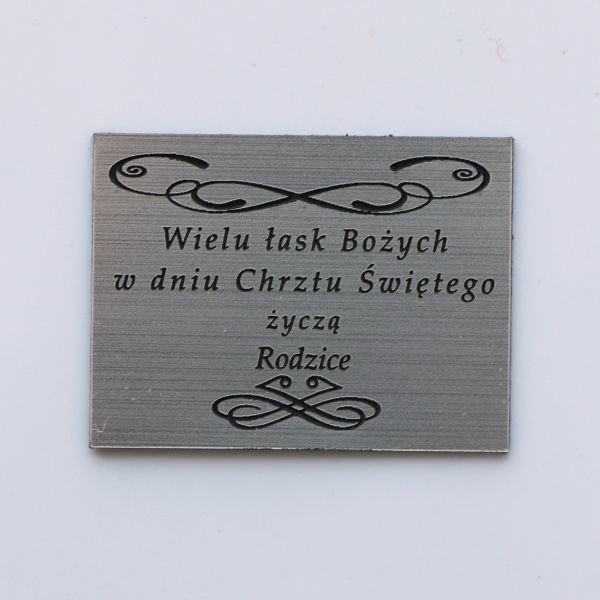 Wielu łask Bożych
w dniu Chrztu Świętego
życzą
Rodzice